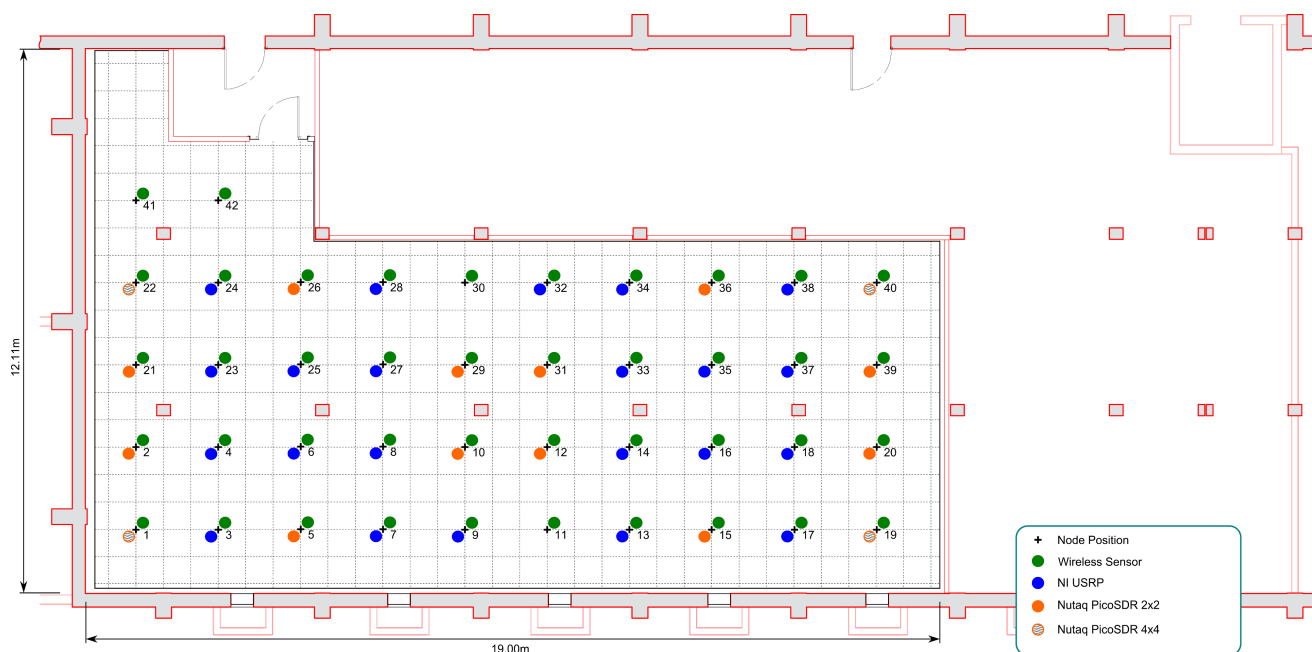 41 42
22 24 26 28 30 32 34 36 38 40
12.11m
21 23 25 27 29 31 33 35 37 39
2 4 6 8 10 12 14 16 18 20
1 3 5 7 9 11 13 15 17 19
Node Position
Wireless Sensor
NI USRP
Nutaq PicoSDR 2x2
Nutaq PicoSDR 4x4
19.00m